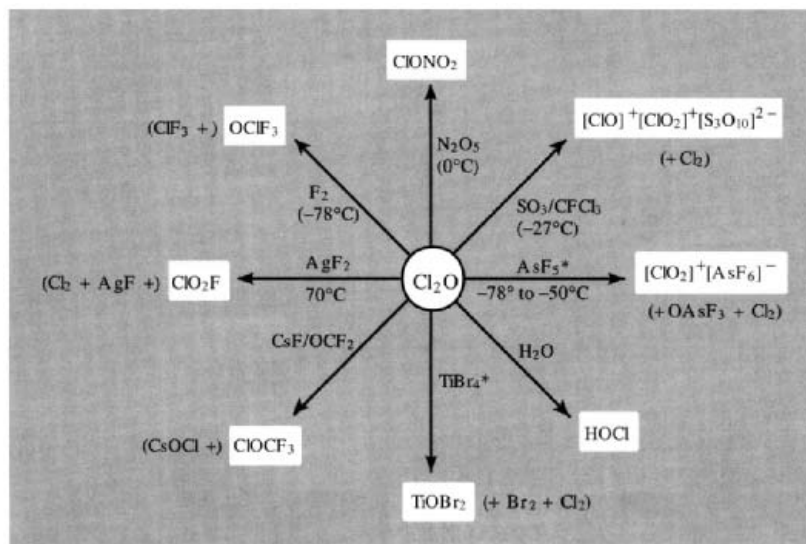 ClONO₂
(ClF₃ +) OClF₃
[ClO]⁺[ClO₂]⁺[S₃O₁₀]²⁻
(+ Cl₂)
N₂O₅
(0°C)
F₂
(–78°C)
SO₃/CFCl₃
(–27°C)
(Cl₂ + AgF +) ClO₂F
AgF₂
70°C
Cl₂O
AsF₅*
–78° to –50°C
[ClO₂]⁺[AsF₆]⁻
(+ OAsF₃ + Cl₂)
CsF/OCF₂
TiBr₄*
H₂O
(CsOCl +) ClOCF₃
HOCl
TiOBr₂ (+ Br₂ + Cl₂)